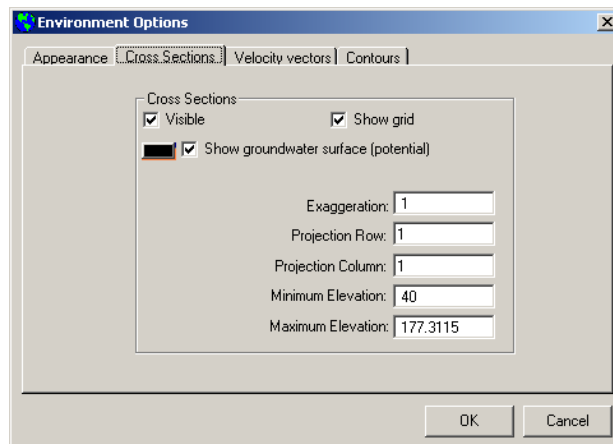 Environment Options
Appearance Cross Sections Velocity vectors Contours
Cross Sections
Visible Show grid
Show groundwater surface (potential)
Exaggeration: 1
Projection Row: 1
Projection Column: 1
Minimum Elevation: 40
Maximum Elevation: 177.3115
OK Cancel